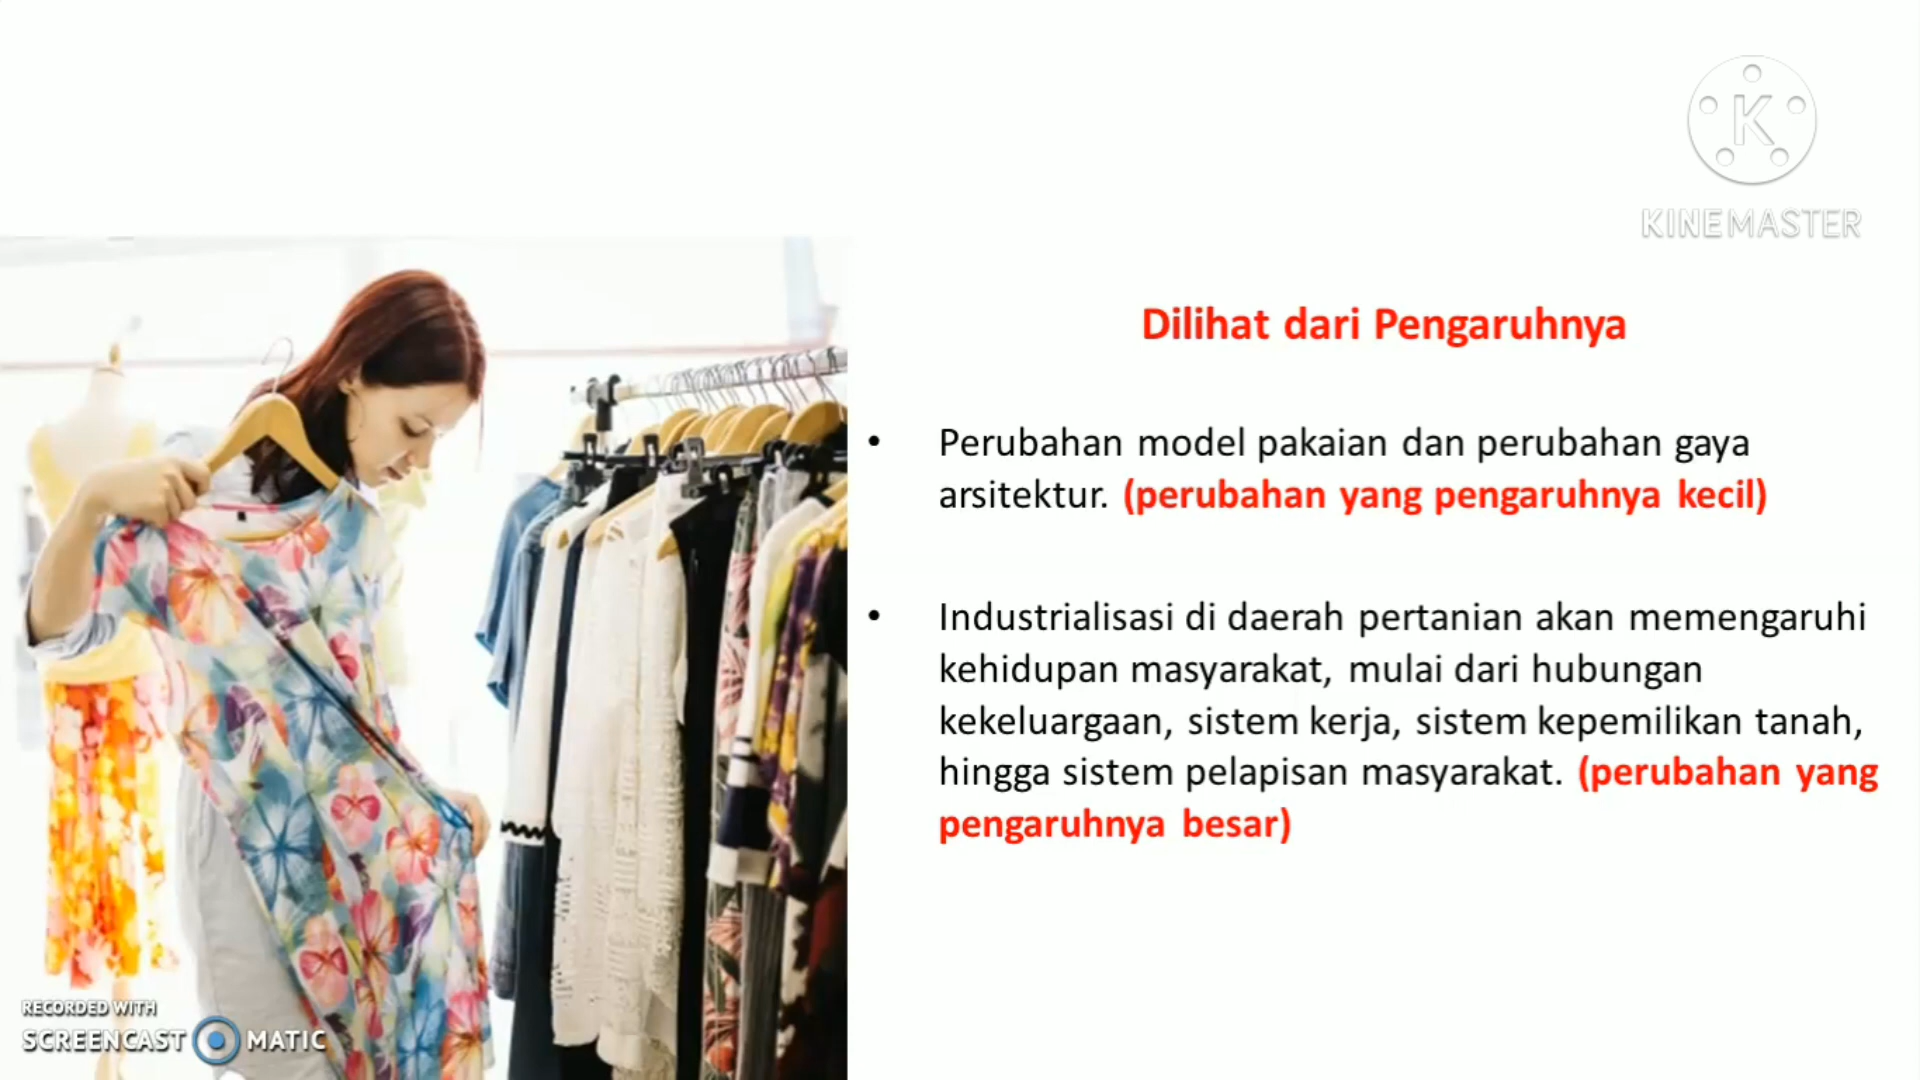 K
KINEMASTER
Dilihat dari Pengaruhnya
• Perubahan model pakaian dan perubahan gaya
arsitektur. (perubahan yang pengaruhnya kecil)
• Industrialisasi di daerah pertanian akan memengaruhi
kehidupan masyarakat, mulai dari hubungan
kekeluargaan, sistem kerja, sistem kepemilikan tanah,
hingga sistem pelapisan masyarakat. (perubahan yang
pengaruhnya besar)
RECORDED WITH
SCREENCAST MATIC